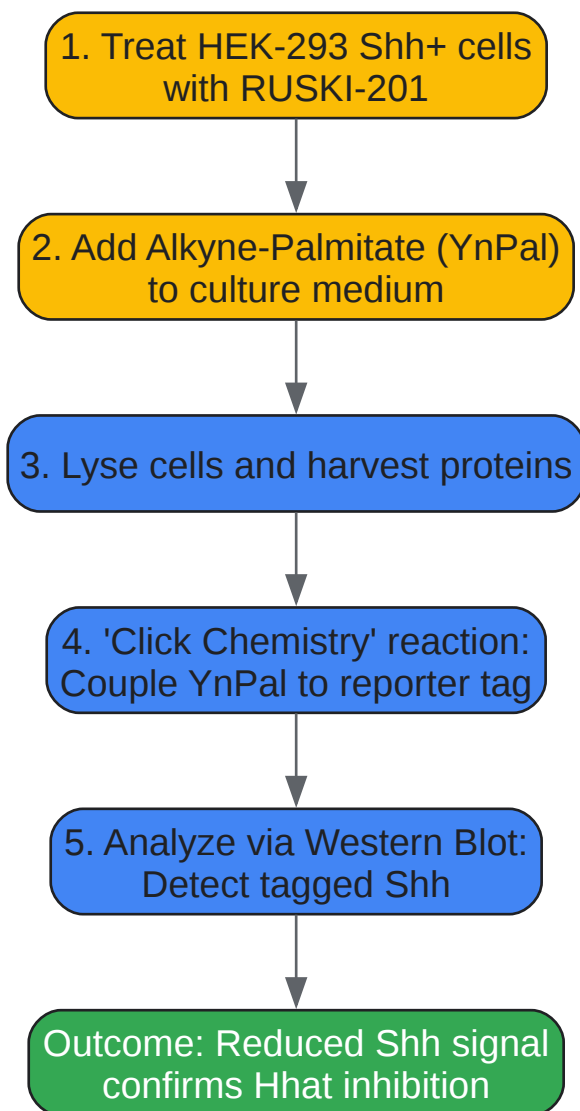 1. Treat HEK-293 Shh+ cells
with RUSKI-201
2. Add Alkyne-Palmitate (YnPal)
to culture medium
3. Lyse cells and harvest proteins
4. 'Click Chemistry' reaction:
Couple YnPal to reporter tag
5. Analyze via Western Blot:
Detect tagged Shh
Outcome: Reduced Shh signal
confirms Hhat inhibition